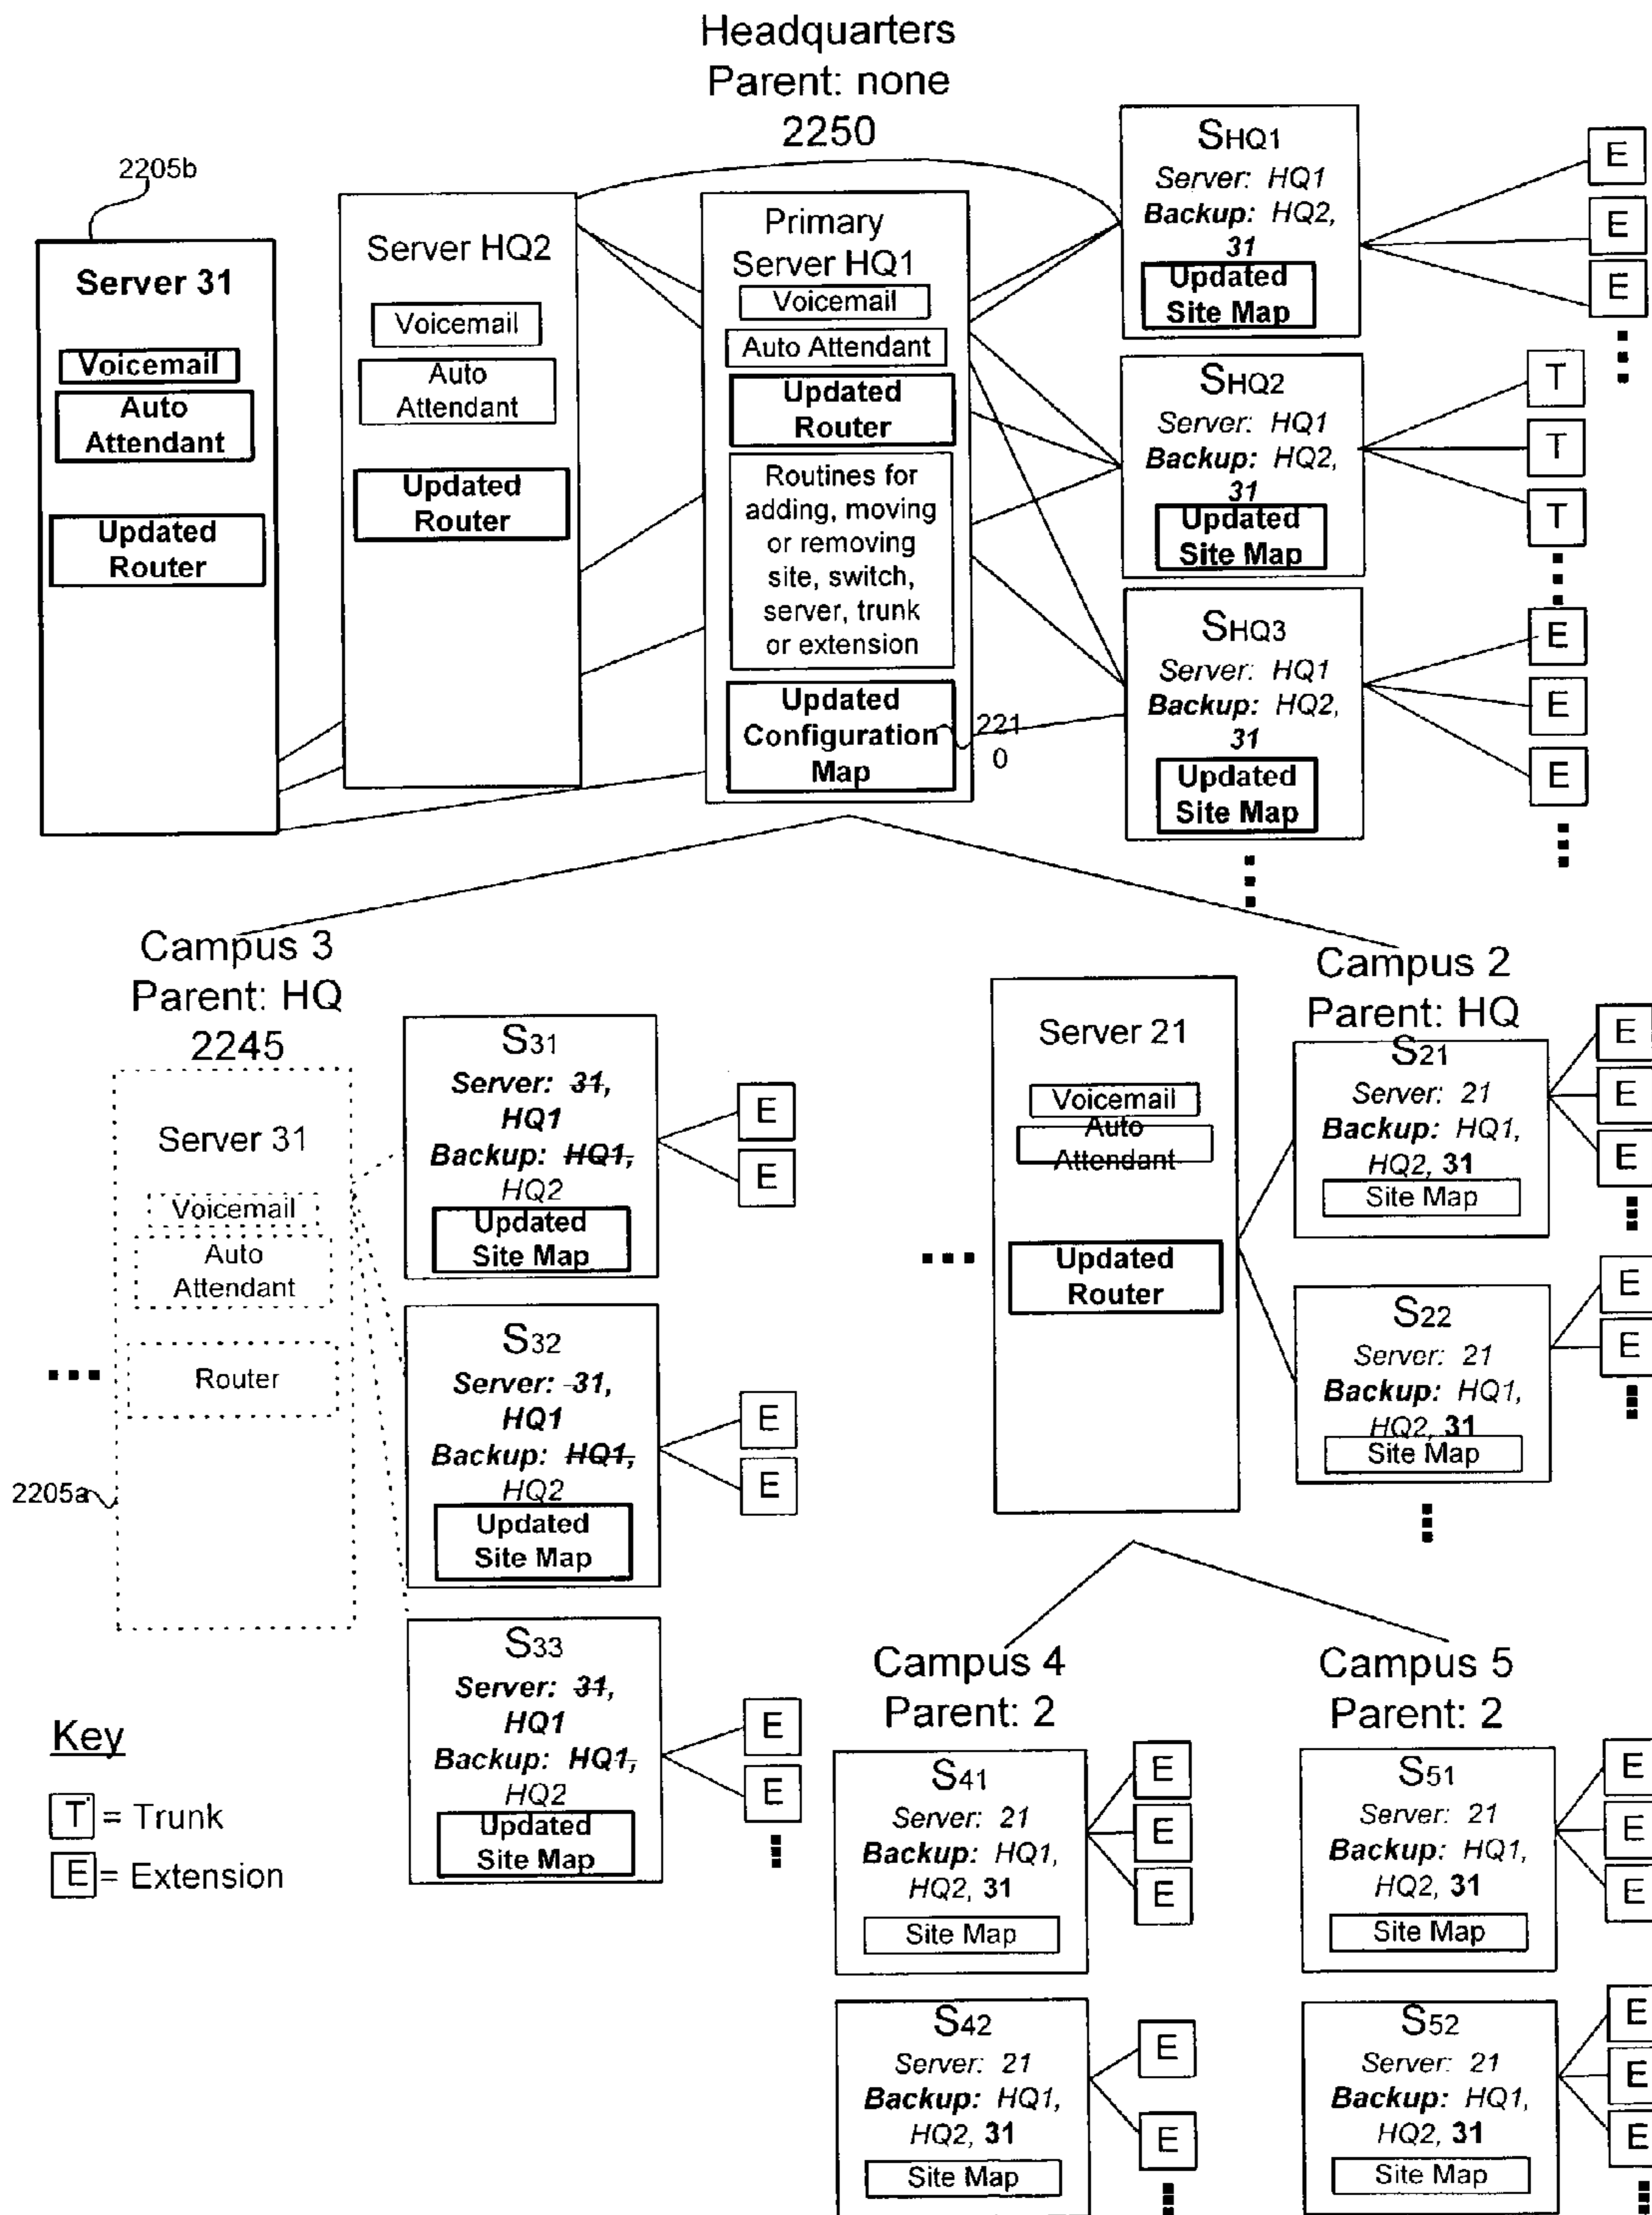 Headquarters
Parent: none
2250
2205b
Server 31
Voicemail
Auto
Attendant
Updated
Router
Server HQ2
Voicemail
Auto
Attendant
Updated
Router
Primary
Server HQ1
Voicemail
Auto Attendant
Updated
Router
Routines for
adding, moving
or removing
site, switch,
server, trunk
or extension
Updated
Configuration
Map
221
0
SHQ1
Server: HQ1
Backup: HQ2,
31
Updated
Site Map
E
E
E
SHQ2
Server: HQ1
Backup: HQ2,
31
Updated
Site Map
T
T
T
SHQ3
Server: HQ1
Backup: HQ2,
31
Updated
Site Map
E
E
E
Campus 3
Parent: HQ
2245
Server 31
Voicemail
Auto
Attendant
Router
2205a
S31
Server: 31,
HQ1
Backup: HQ1,
HQ2
Updated
Site Map
E
E
S32
Server: 31,
HQ1
Backup: HQ1,
HQ2
Updated
Site Map
E
E
S33
Server: 31,
HQ1
Backup: HQ1,
HQ2
Updated
Site Map
E
E
Campus 2
Parent: HQ
Server 21
Voicemail
Auto
Attendant
Updated
Router
S21
Server: 21
Backup: HQ1,
HQ2, 31
Site Map
E
E
E
S22
Server: 21
Backup: HQ1,
HQ2, 31
Site Map
E
E
Campus 4
Parent: 2
S41
Server: 21
Backup: HQ1,
HQ2, 31
Site Map
E
E
E
S42
Server: 21
Backup: HQ1,
HQ2, 31
Site Map
E
E
Campus 5
Parent: 2
S51
Server: 21
Backup: HQ1,
HQ2, 31
Site Map
E
E
E
S52
Server: 21
Backup: HQ1,
HQ2, 31
Site Map
E
E
E
Key
T = Trunk
E = Extension